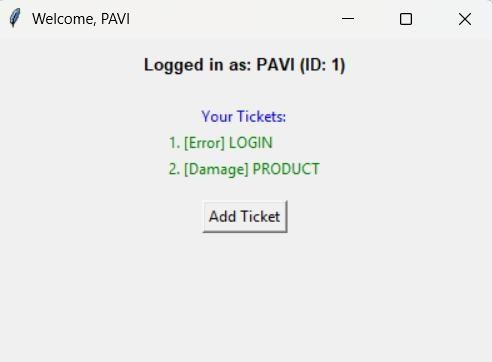 Welcome, PAVI
Logged in as: PAVI (ID: 1)
Your Tickets:
1. [Error] LOGIN
2. [Damage] PRODUCT
Add Ticket